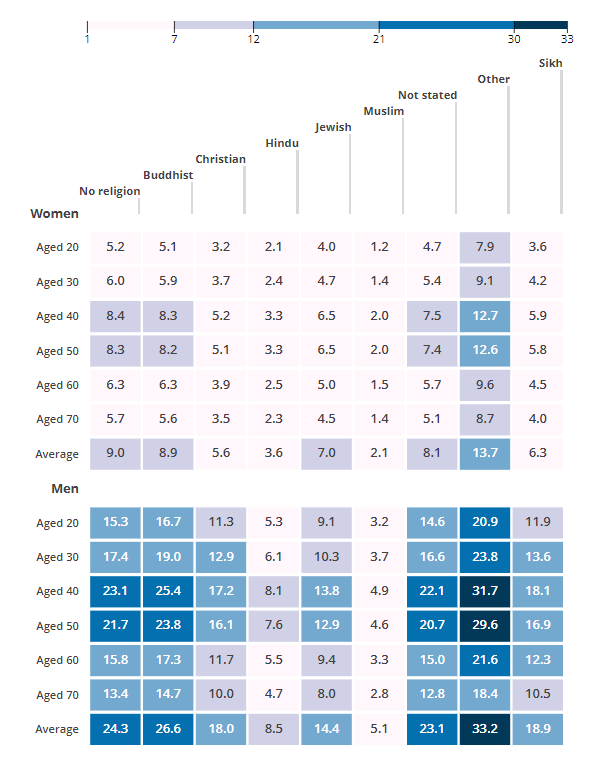 1 7 12 21 30 33
Sikh
Other
Not stated
Muslim
Jewish
Hindu
Christian
Buddhist
No religion
Women
Aged 20 5.2 5.1 3.2 2.1 4.0 1.2 4.7 7.9 3.6
Aged 30 6.0 5.9 3.7 2.4 4.7 1.4 5.4 9.1 4.2
Aged 40 8.4 8.3 5.2 3.3 6.5 2.0 7.5 12.7 5.9
Aged 50 8.3 8.2 5.1 3.3 6.5 2.0 7.4 12.6 5.8
Aged 60 6.3 6.3 3.9 2.5 5.0 1.5 5.7 9.6 4.5
Aged 70 5.7 5.6 3.5 2.3 4.5 1.4 5.1 8.7 4.0
Average 9.0 8.9 5.6 3.6 7.0 2.1 8.1 13.7 6.3
Men
Aged 20 15.3 16.7 11.3 5.3 9.1 3.2 14.6 20.9 11.9
Aged 30 17.4 19.0 12.9 6.1 10.3 3.7 16.6 23.8 13.6
Aged 40 23.1 25.4 17.2 8.1 13.8 4.9 22.1 31.7 18.1
Aged 50 21.7 23.8 16.1 7.6 12.9 4.6 20.7 29.6 16.9
Aged 60 15.8 17.3 11.7 5.5 9.4 3.3 15.0 21.6 12.3
Aged 70 13.4 14.7 10.0 4.7 8.0 2.8 12.8 18.4 10.5
Average 24.3 26.6 18.0 8.5 14.4 5.1 23.1 33.2 18.9